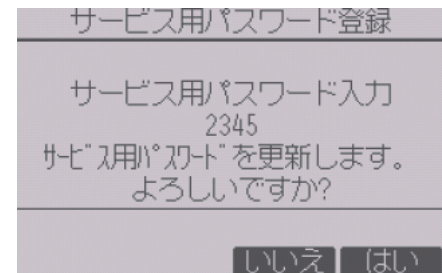 サービス用パスワード登録
サービス用パスワード入力
2345
ｻｰﾋﾞｽ用ﾊﾟｽﾜｰﾄﾞを更新します。
よろしいですか?
いいえ はい